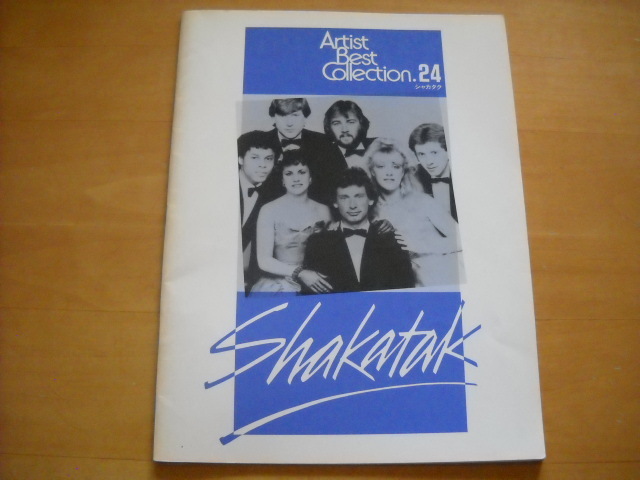 Artist
Best
Collection.24
シャカタク
Shakatak